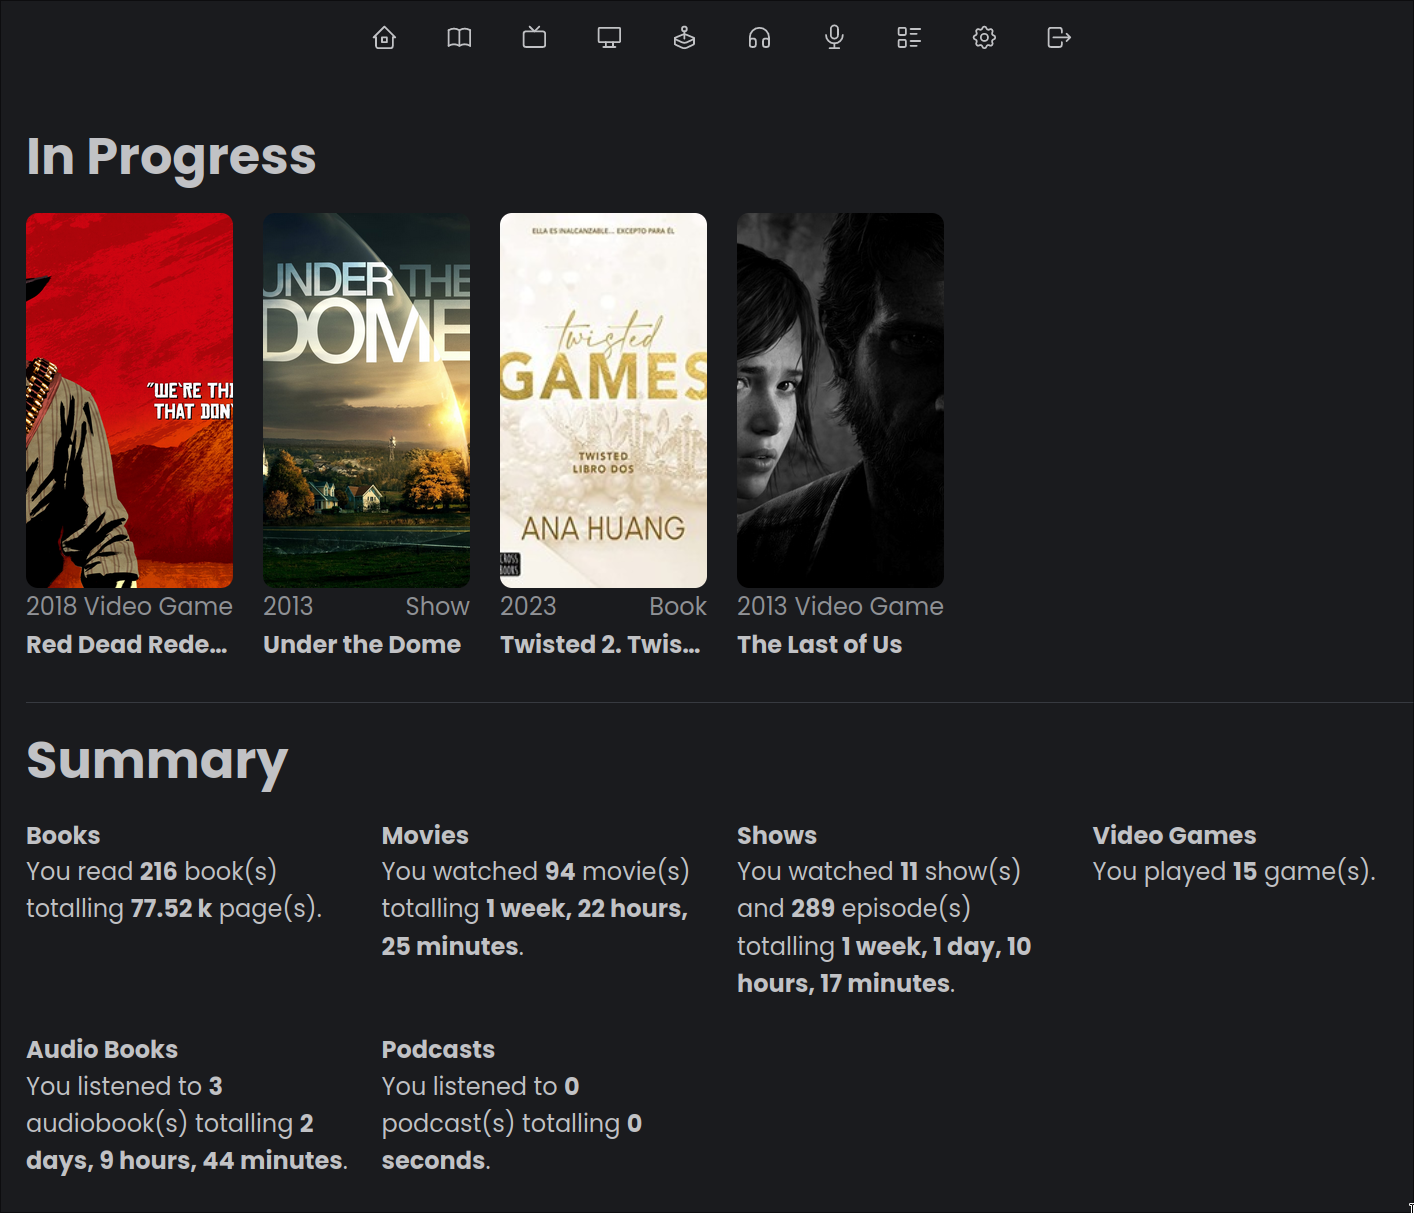 In Progress
"WE'RE THI
THAT DON'
UNDER THE
DOME
ELLA ES INALCANZABLE... EXCEPTO PARA ÉL
twisted
GAMES
TWISTED
LIBRO DOS
ANA HUANG
CROSS
BOOKS
2018 Video Game
2013 Show
2023 Book
2013 Video Game
Red Dead Rede...
Under the Dome
Twisted 2. Twis...
The Last of Us
Summary
Books
You read 216 book(s)
totalling 77.52 k page(s).
Movies
You watched 94 movie(s)
totalling 1 week, 22 hours,
25 minutes.
Shows
You watched 11 show(s)
and 289 episode(s)
totalling 1 week, 1 day, 10
hours, 17 minutes.
Video Games
You played 15 game(s).
Audio Books
You listened to 3
audiobook(s) totalling 2
days, 9 hours, 44 minutes.
Podcasts
You listened to 0
podcast(s) totalling 0
seconds.